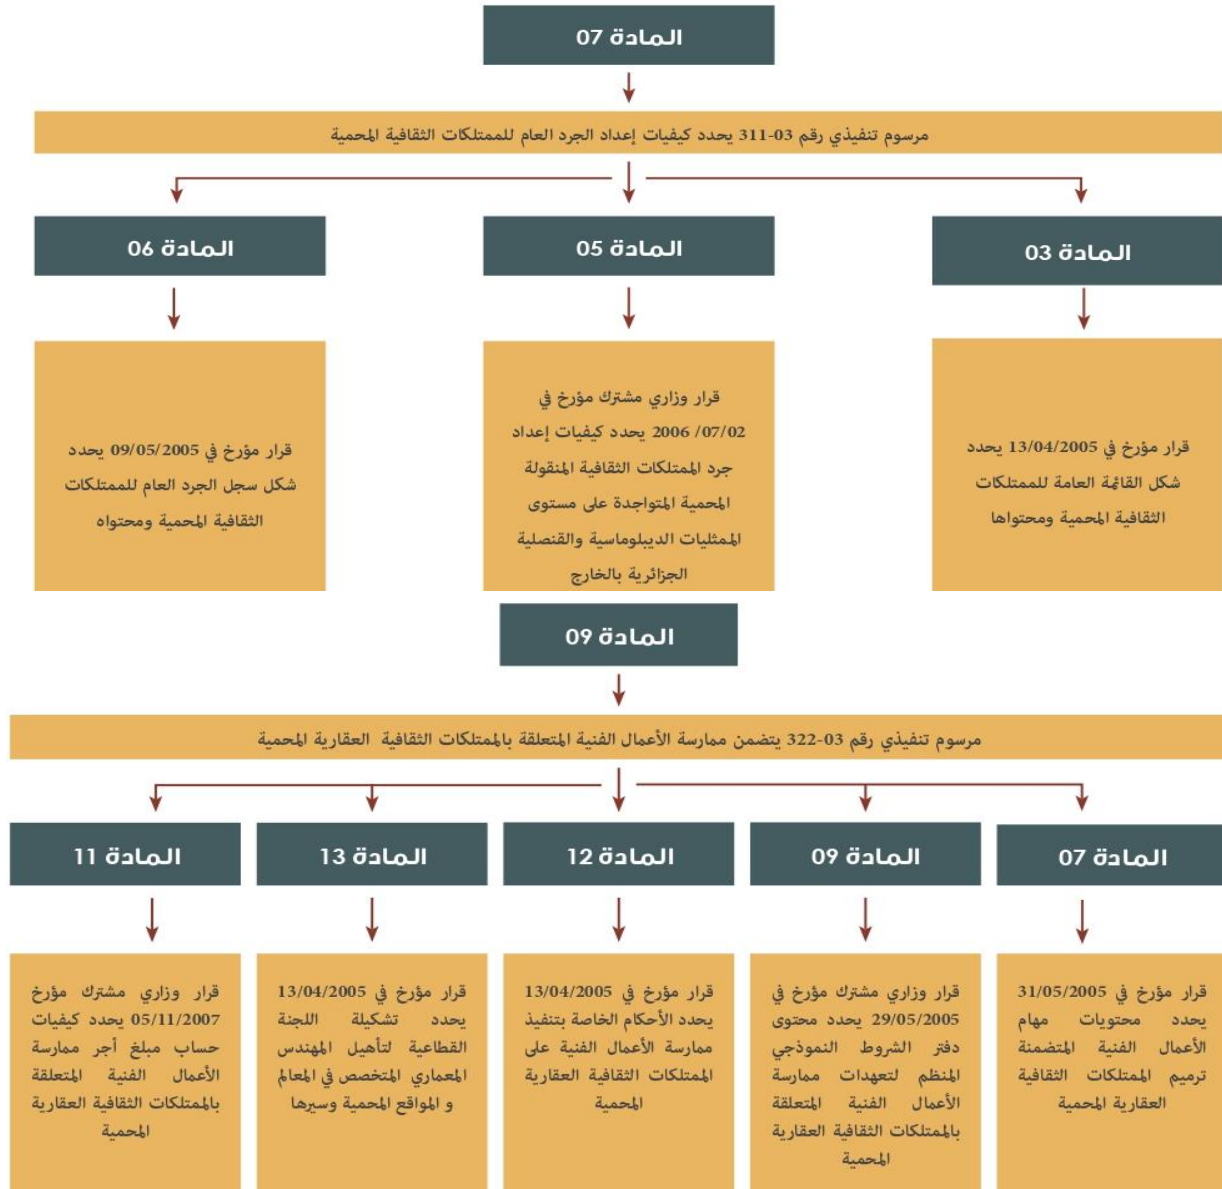 المادة 07
مرسوم تنفيذي رقم 03-311 يحدد كيفيات إعداد الجرد العام للممتلكات الثقافية المحمية
المادة 03
قرار مؤرخ في 13/04/2005 يحدد
شكل القائمة العامة للممتلكات
الثقافية المحمية ومحتواها
المادة 05
قرار وزاري مشترك مؤرخ في
02/07/ 2006 يحدد كيفيات إعداد
جرد الممتلكات الثقافية المنقولة
المحمية المتواجدة على مستوى
الممثليات الديبلوماسية والقنصلية
الجزائرية بالخارج
المادة 06
قرار مؤرخ في 09/05/2005 يحدد
شكل سجل الجرد العام للممتلكات
الثقافية المحمية ومحتواه
المادة 09
مرسوم تنفيذي رقم 03-322 يتضمن ممارسة الأعمال الفنية المتعلقة بالممتلكات الثقافية العقارية المحمية
المادة 07
قرار مؤرخ في 31/05/2005
يحدد محتويات مهام
الأعمال الفنية المتضمنة
ترميم الممتلكات الثقافية
العقارية المحمية
المادة 09
قرار وزاري مشترك مؤرخ في
29/05/2005 يحدد محتوى
دفتر الشروط النموذجي
المنظم لتعهدات ممارسة
الأعمال الفنية المتعلقة
بالممتلكات الثقافية العقارية
المحمية
المادة 12
قرار مؤرخ في 13/04/2005
يحدد الأحكام الخاصة بتنفيذ
ممارسة الأعمال الفنية على
الممتلكات الثقافية العقارية
المحمية
المادة 13
قرار مؤرخ في 13/04/2005
يحدد تشكيلة اللجنة
القطاعية لتأهيل المهندس
المعماري المتخصص في المعالم
و المواقع المحمية وسيرها
المادة 11
قرار وزاري مشترك مؤرخ
05/11/2007 يحدد كيفيات
حساب مبلغ أجر ممارسة
الأعمال الفنية المتعلقة
بالممتلكات الثقافية العقارية
المحمية